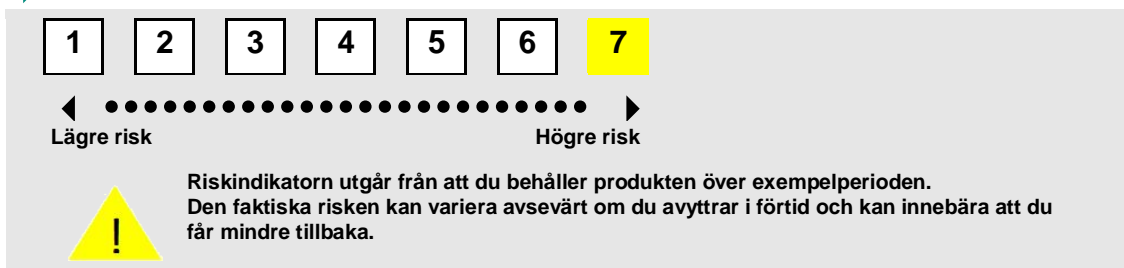 1 2 3 4 5 6 7
Lägre risk Högre risk
Riskindikatorn utgår från att du behåller produkten över exempelperioden.
Den faktiska risken kan variera avsevärt om du avyttrar i förtid och kan innebära att du
får mindre tillbaka.
!